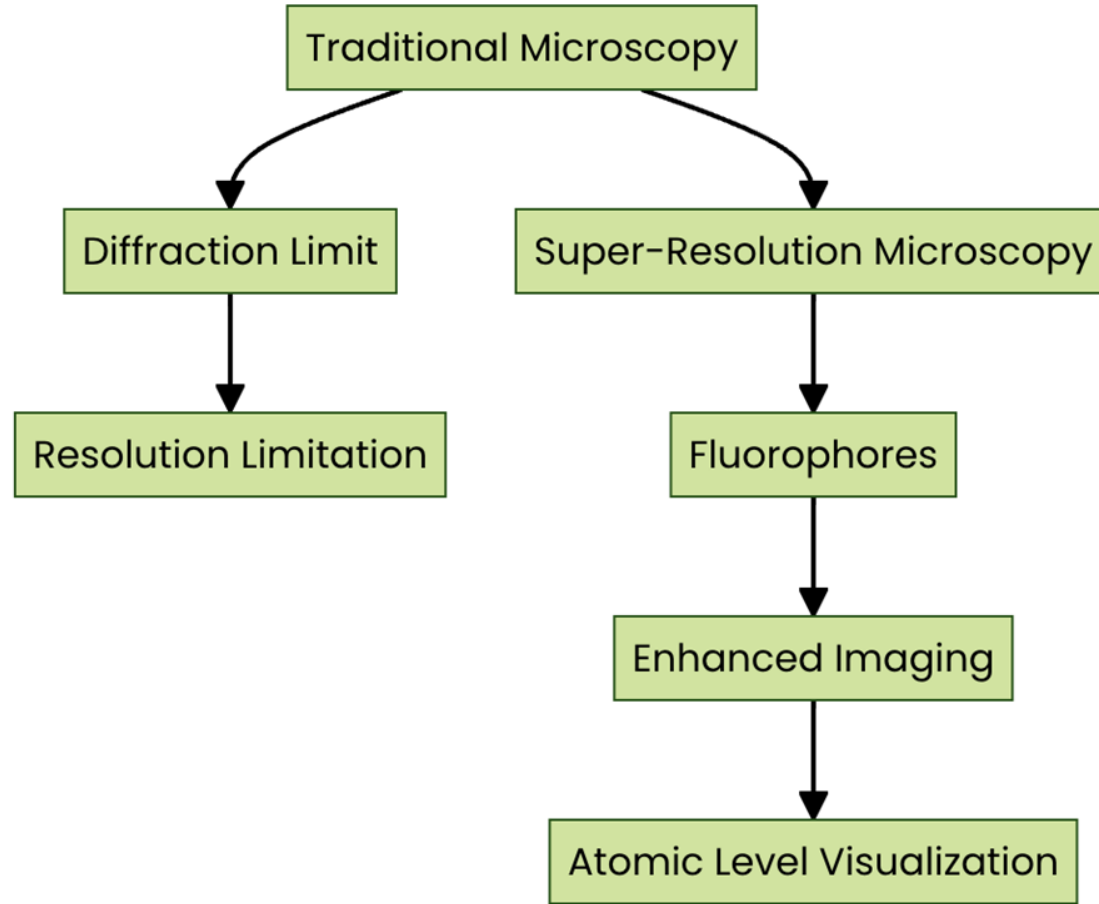 Traditional Microscopy
Diffraction Limit
Super-Resolution Microscopy
Resolution Limitation
Fluorophores
Enhanced Imaging
Atomic Level Visualization